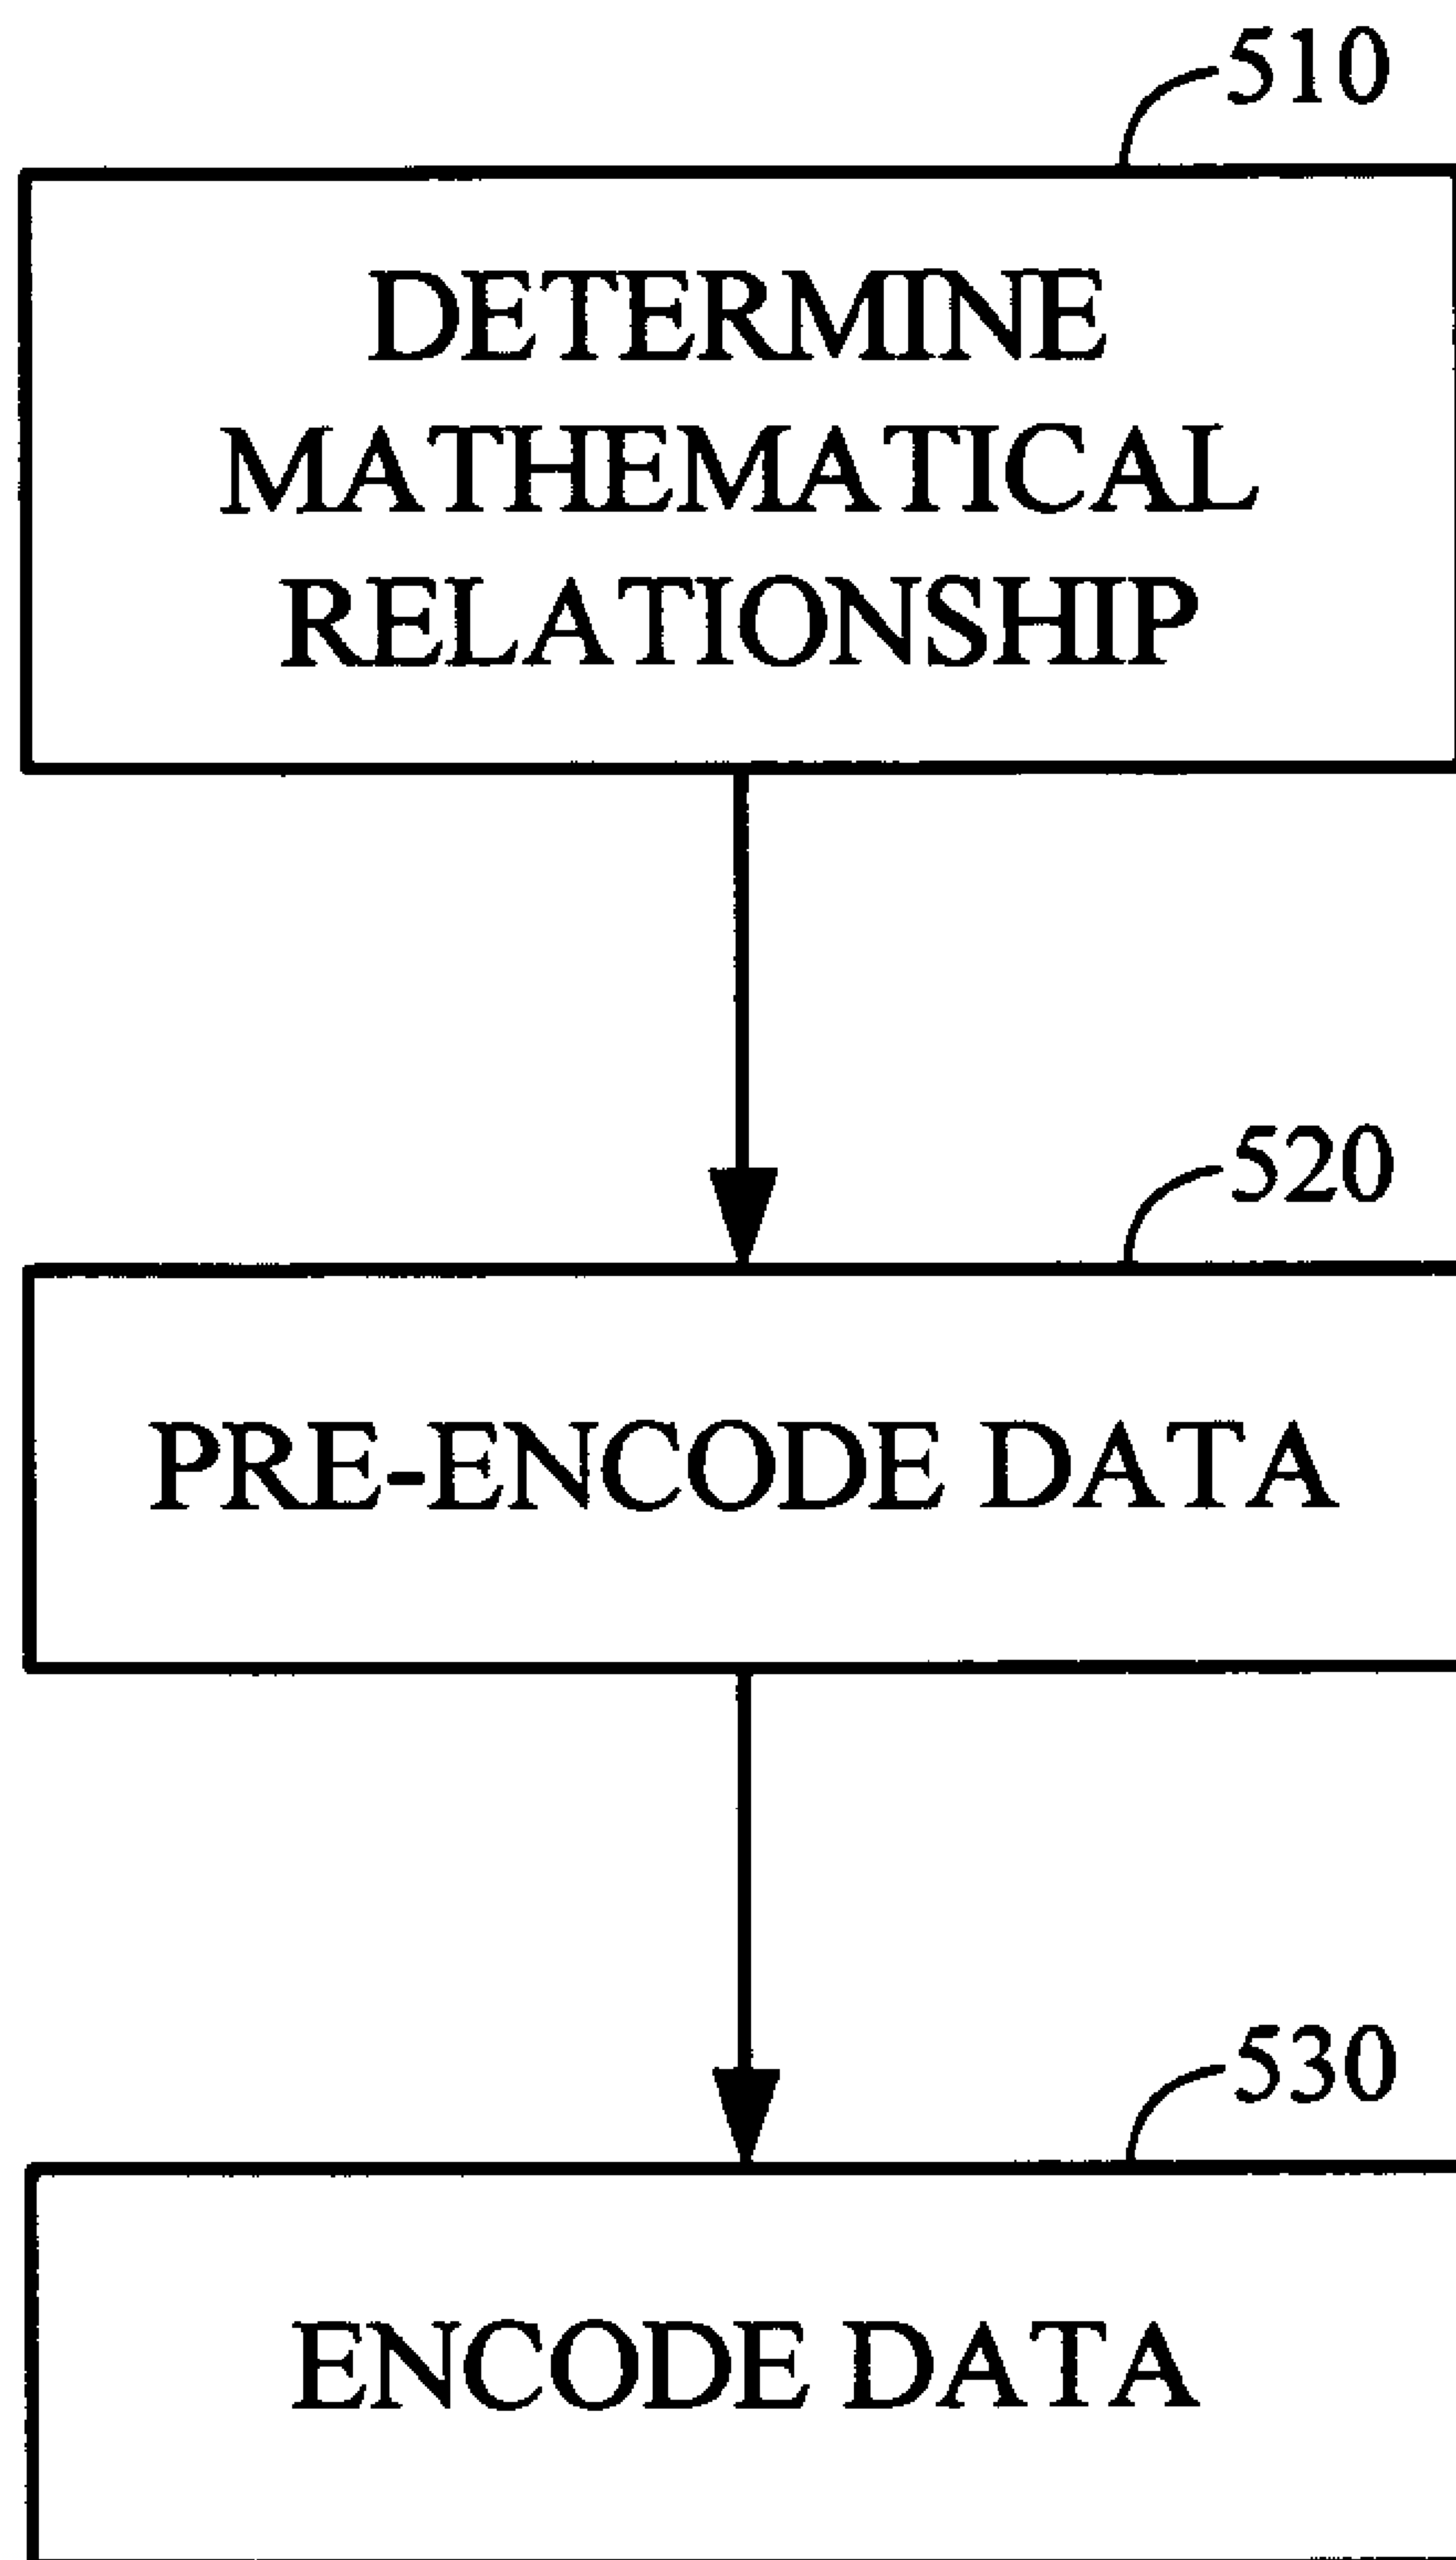 510
DETERMINE
MATHEMATICAL
RELATIONSHIP
520
PRE-ENCODE DATA
530
ENCODE DATA